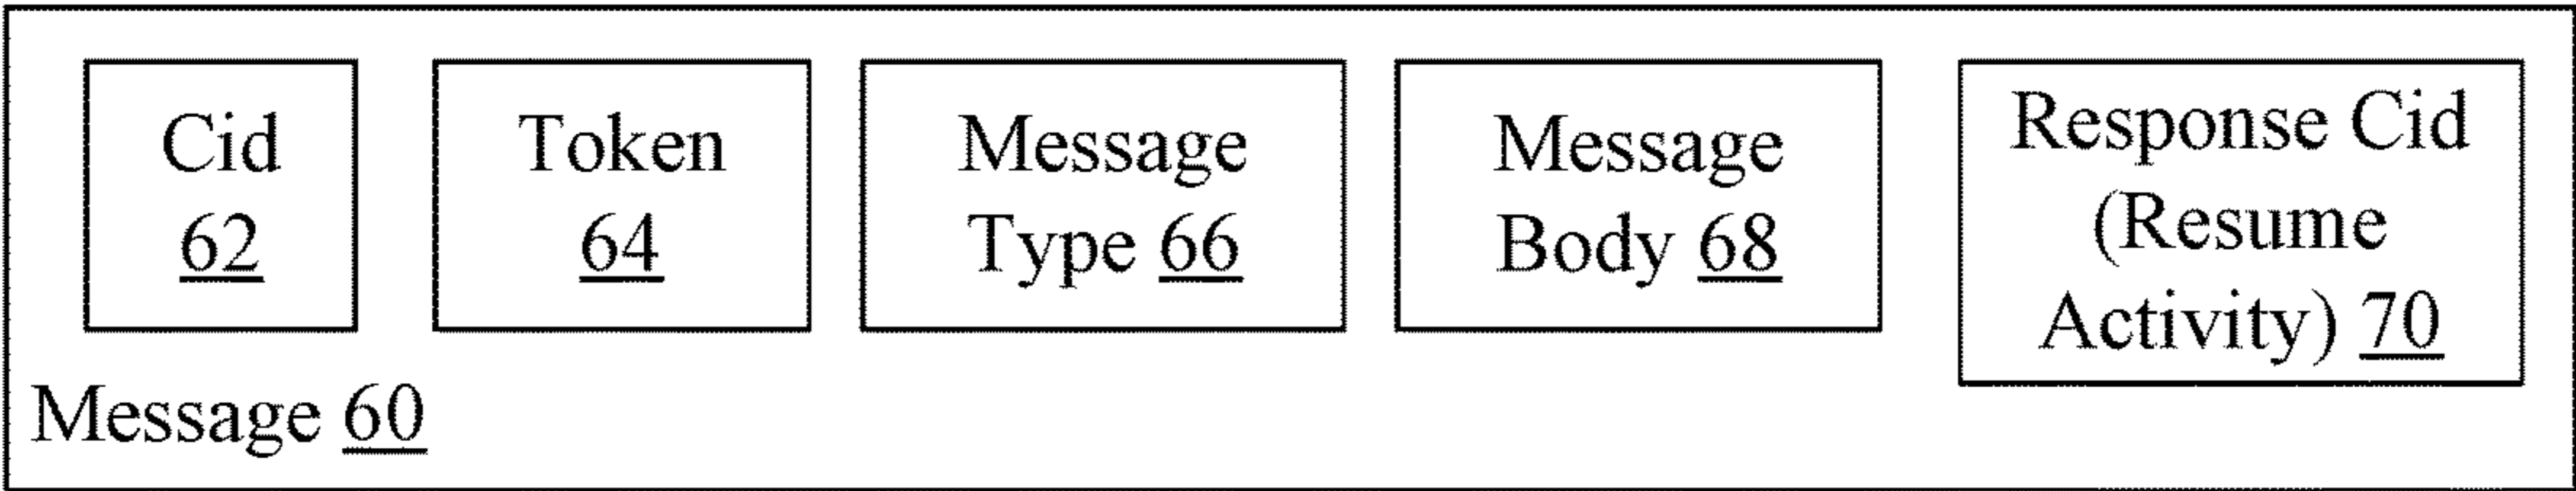 Cid
62
Token
64
Message
Type 66
Message
Body 68
Response Cid
(Resume
Activity) 70
Message 60